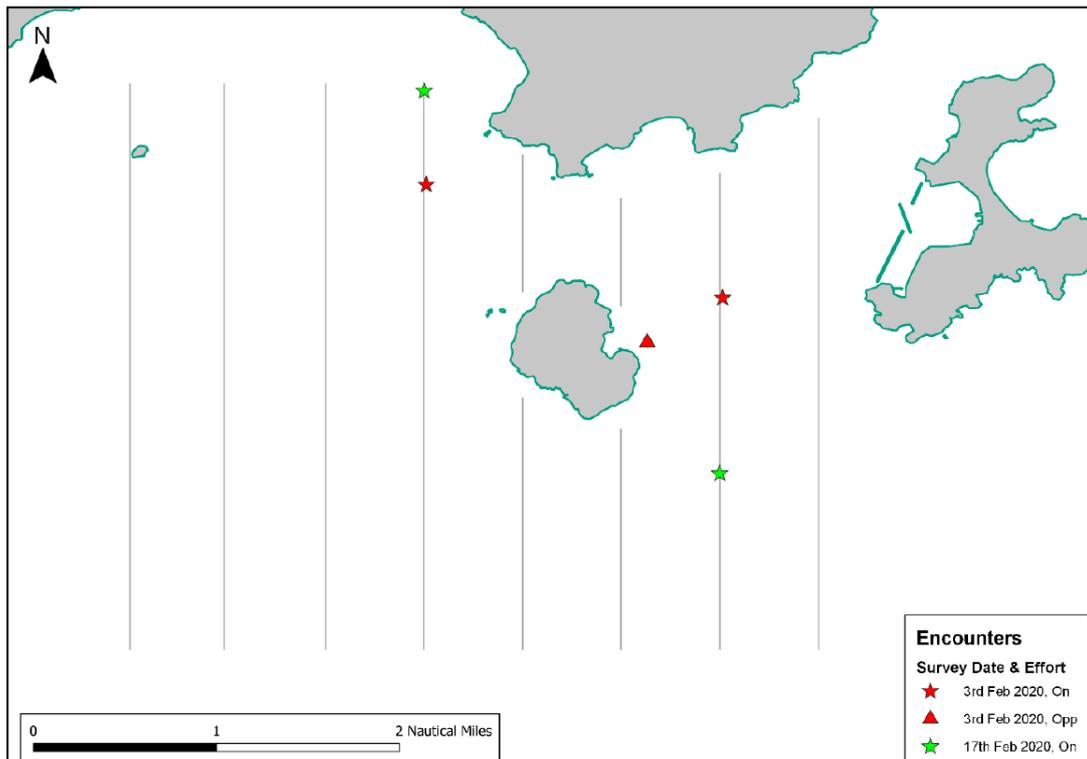 N
Encounters
Survey Date & Effort
3rd Feb 2020, On
3rd Feb 2020, Opp
17th Feb 2020, On
0 1 2 Nautical Miles